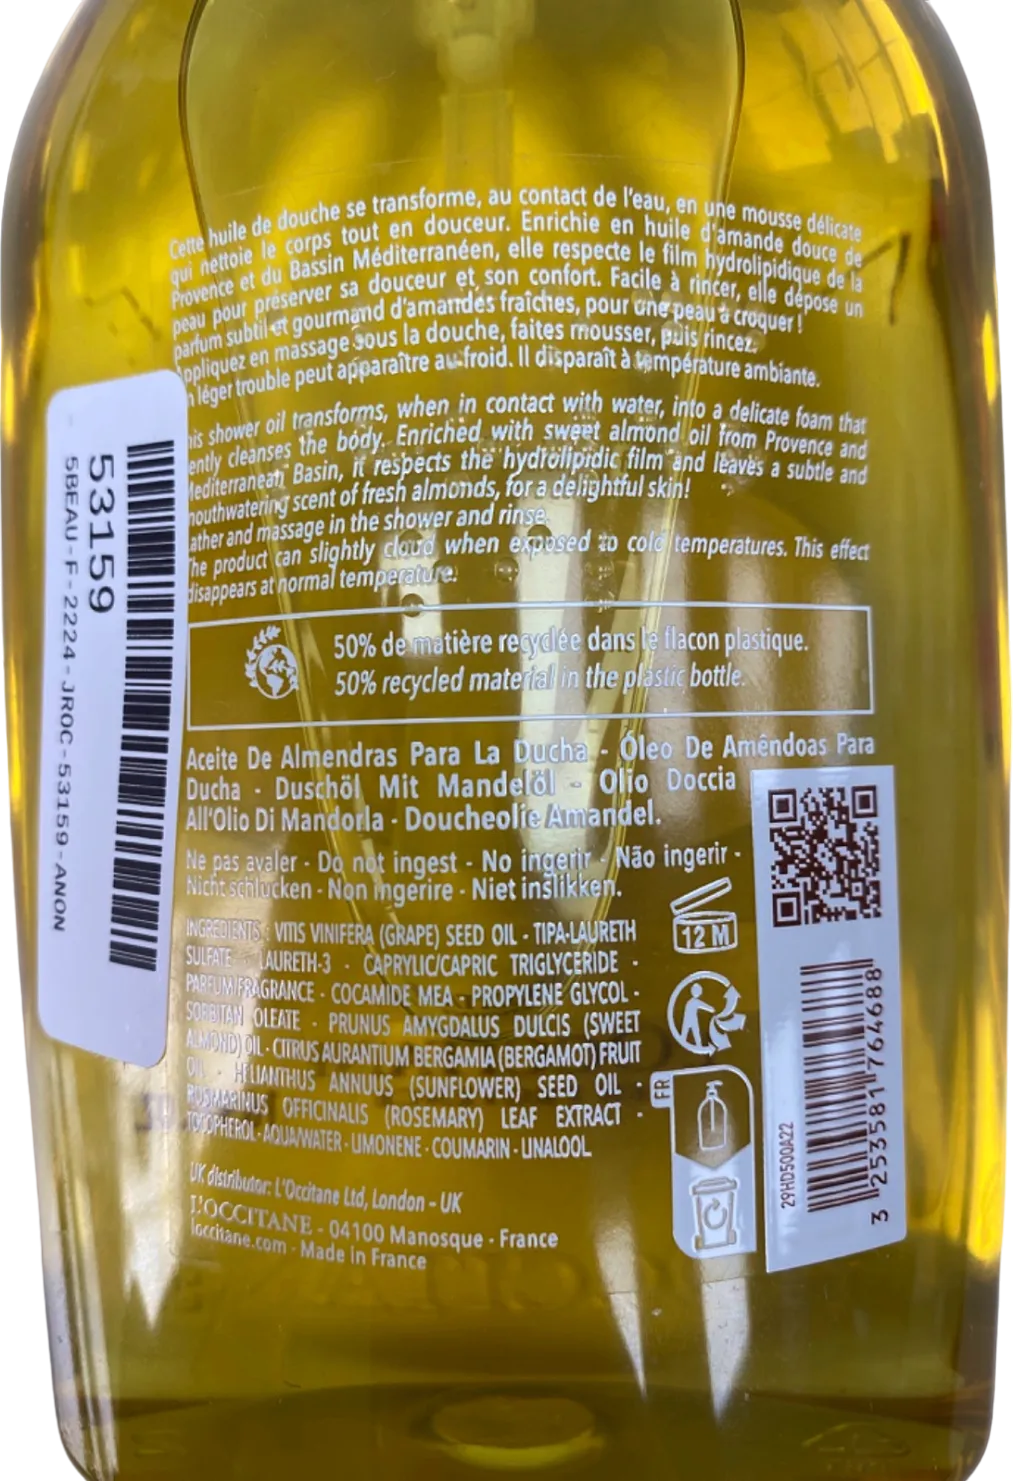 Cette huile de douche se transforme, au contact de l'eau, en une mousse délicate
qui nettoie le corps tout en douceur. Enrichie en huile d'amande douce de
Provence et du Bassin Méditerranéen, elle respecte le film hydrolipidique de la
peau pour préserver sa douceur et son confort. Facile à rincer, elle dépose un
parfum subtil et gourmand d'amandes fraîches, pour une peau à croquer !
ppliquez en massage sous la douche, faites mousser, puis rincez.
léger trouble peut apparaître au froid. Il disparaît à température ambiante.
his shower oil transforms, when in contact with water, into a delicate foam that
ently cleanses the body. Enriched with sweet almond oil from Provence and
editerranean Basin, it respects the hydrolipidic film and leaves a subtle and
mouthwatering scent of fresh almonds, for a delightful skin!
ather and massage in the shower and rinse.
The product can slightly cloud when exposed to cold temperatures. This effect
disappears at normal temperature.
50% de matière recyclée dans le flacon plastique.
50% recycled material in the plastic bottle.
Aceite De Almendras Para La Ducha - Óleo De Amêndoas Para
Ducha - Duschöl Mit Mandelöl - Olio Doccia
All'Olio Di Mandorla - Doucheolie Amandel.
Ne pas avaler - Do not ingest - No ingerir - Não ingerir -
Nicht schlucken - Non ingerire - Niet inslikken.
INGREDIENTS : VITIS VINIFERA (GRAPE) SEED OIL - TIPA-LAURETH
SULFATE - LAURETH-3 - CAPRYLIC/CAPRIC TRIGLYCERIDE -
PARFUM/FRAGRANCE - COCAMIDE MEA - PROPYLENE GLYCOL -
SORBITAN OLEATE - PRUNUS AMYGDALUS DULCIS (SWEET
ALMOND) OIL - CITRUS AURANTIUM BERGAMIA (BERGAMOT) FRUIT
OIL - HELIANTHUS ANNUUS (SUNFLOWER) SEED OIL -
ROSMARINUS OFFICINALIS (ROSEMARY) LEAF EXTRACT -
TOCOPHEROL - AQUA/WATER - LIMONENE - COUMARIN - LINALOOL
UK distributor: L'Occitane Ltd, London - UK
L'OCCITANE - 04100 Manosque - France
loccitane.com - Made in France
12 M
FR
29HD500A22
3 253581 764688
53159
5BEAU-F-2224-JROC-53159-ANON